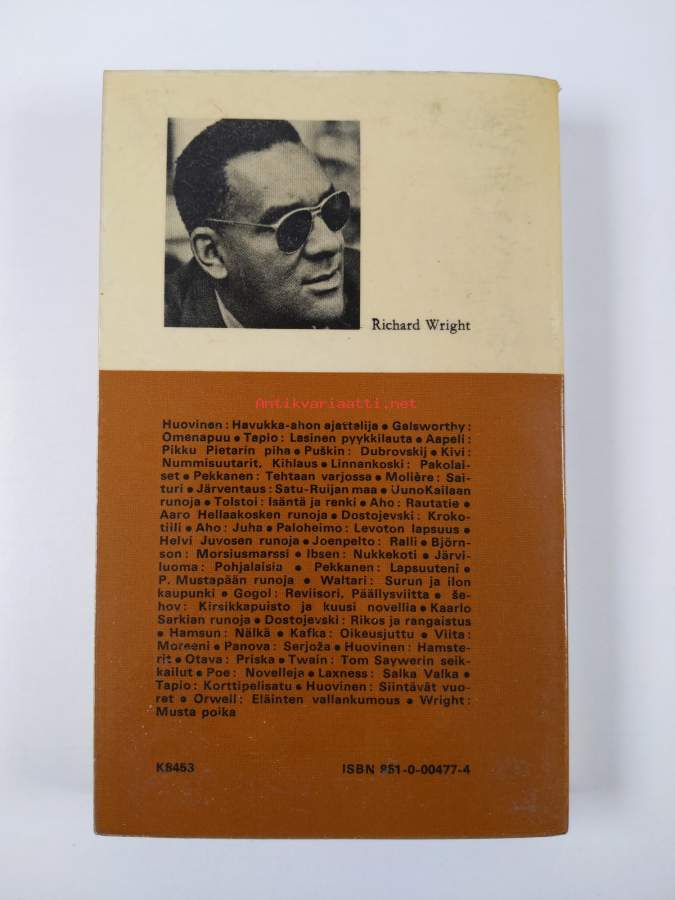 Richard Wright
Antikvariaatti.net
Huovinen: Havukka-ahon ajattelija • Galsworthy:
Omenapuu • Tapio: Lasinen pyykkilauta • Aapeli:
Pikku Pietarin piha • Puškin: Dubrovskij • Kivi:
Nummisuutarit, Kihlaus • Linnankoski: Pakolai-
set • Pekkanen: Tehtaan varjossa • Molière: Sai-
turi • Järventaus: Satu-Ruijan maa • UunoKailaan
runoja • Tolstoi: Isäntä ja renki • Aho: Rautatie •
Aaro Hellaakosken runoja • Dostojevski: Kroko-
tiili • Aho: Juha • Paloheimo: Levoton lapsuus •
Helvi Juvosen runoja • Joenpelto: Ralli • Björn-
son: Morsiusmarssi • Ibsen: Nukkekoti • Järvi-
luoma: Pohjalaisia • Pekkanen: Lapsuuteni •
P. Mustapään runoja • Waltari: Surun ja ilon
kaupunki • Gogol: Reviisori, Päällysviitta • še-
hov: Kirsikkapuisto ja kuusi novellia • Kaarlo
Sarkian runoja • Dostojevski: Rikos ja rangaistus
• Hamsun: Nälkä • Kafka: Oikeusjuttu • Viita:
Moreeni • Panova: Serjoža • Huovinen: Hamste-
rit • Otava: Priska • Twain: Tom Sawyerin seik-
kailut • Poe: Novelleja • Laxness: Salka Valka •
Tapio: Korttipelisatu • Huovinen: Siintävät vuo-
ret • Orwell: Eläinten vallankumous • Wright:
Musta poika
K8453
ISBN 951-0-00477-4